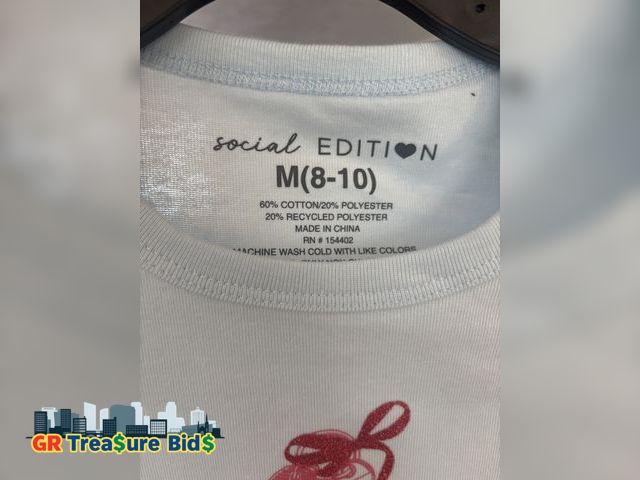 social EDITION
M(8-10)
60% COTTON/20% POLYESTER
20% RECYCLED POLYESTER
MADE IN CHINA
RN # 154402
MACHINE WASH COLD WITH LIKE COLORS
GR Trea$ure Bid$